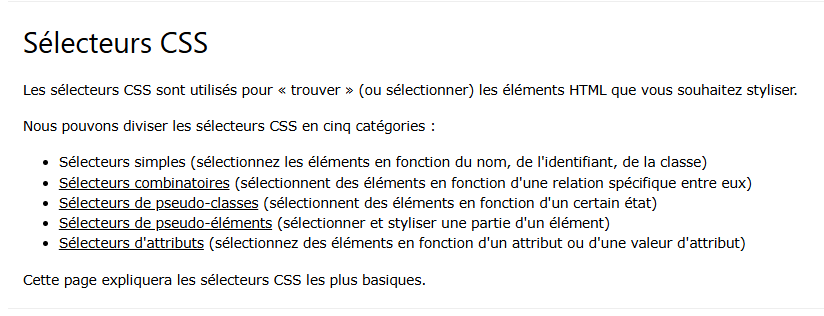 Sélecteurs CSS
Les sélecteurs CSS sont utilisés pour « trouver » (ou sélectionner) les éléments HTML que vous souhaitez styliser.
Nous pouvons diviser les sélecteurs CSS en cinq catégories :
• Sélecteurs simples (sélectionnez les éléments en fonction du nom, de l'identifiant, de la classe)
• Sélecteurs combinatoires (sélectionnent des éléments en fonction d'une relation spécifique entre eux)
• Sélecteurs de pseudo-classes (sélectionnent des éléments en fonction d'un certain état)
• Sélecteurs de pseudo-éléments (sélectionner et styliser une partie d'un élément)
• Sélecteurs d'attributs (sélectionnez des éléments en fonction d'un attribut ou d'une valeur d'attribut)
Cette page expliquera les sélecteurs CSS les plus basiques.